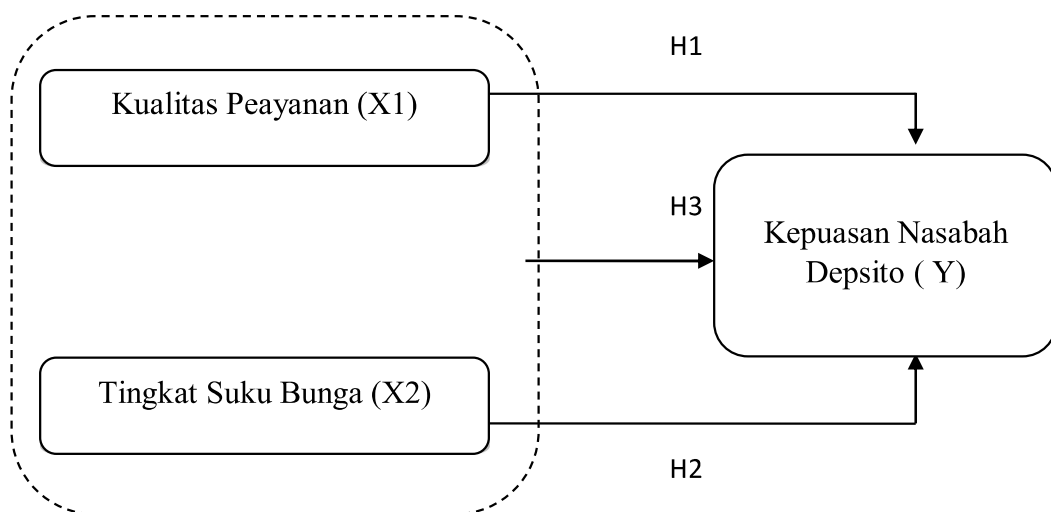 H1
Kualitas Peayanan (X1)
H3
Kepuasan Nasabah
Depsito ( Y)
Tingkat Suku Bunga (X2)
H2